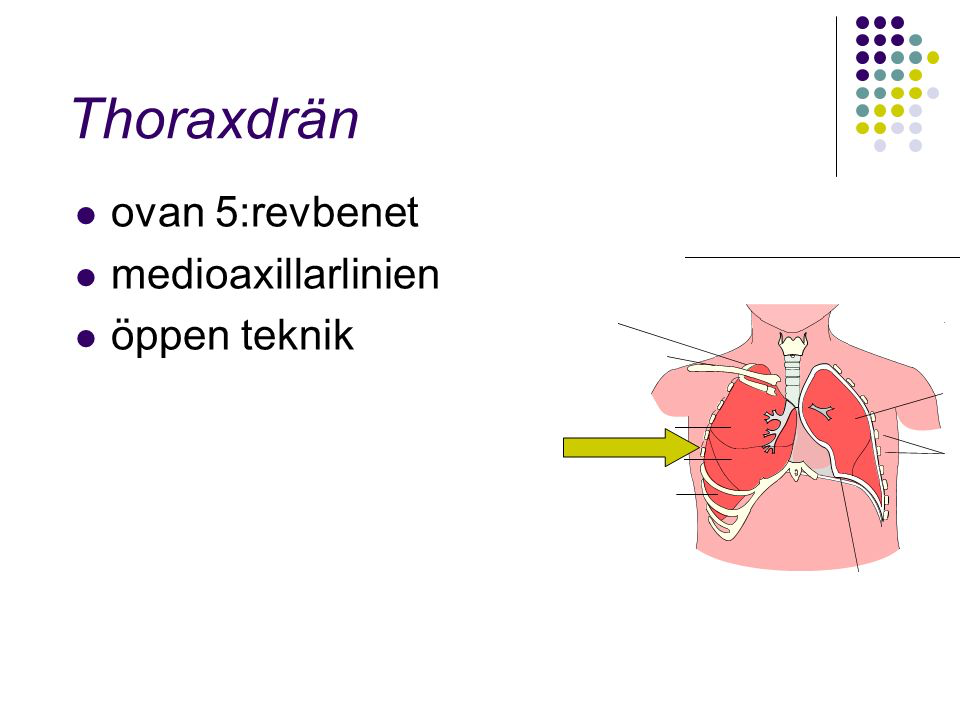 Thoraxdrän
ovan 5:revbenet
medioaxillarlinien
öppen teknik